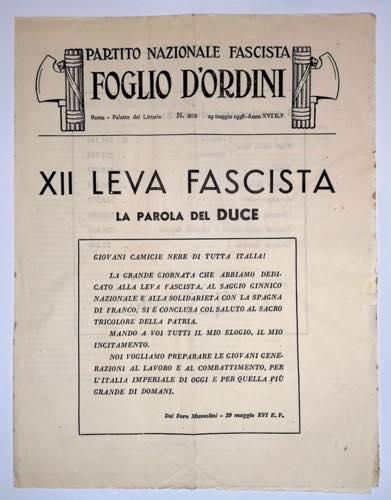 PARTITO NAZIONALE FASCISTA
FOGLIO D'ORDINI
Roma - Palazzo del Littorio N. 202 29 maggio 1938 - Anno XVI E. F.
XII LEVA FASCISTA
LA PAROLA DEL DUCE
GIOVANI CAMICIE NERE DI TUTTA ITALIA!
LA GRANDE GIORNATA CHE ABBIAMO DEDI-
CATO ALLA LEVA FASCISTA, AL SAGGIO GINNICO
NAZIONALE E ALLA SOLIDARIETÀ CON LA SPAGNA
DI FRANCO, SI È CONCLUSA COL SALUTO AL SACRO
TRICOLORE DELLA PATRIA.
MANDO A VOI TUTTI IL MIO ELOGIO, IL MIO
INCITAMENTO.
NOI VOGLIAMO PREPARARE LE GIOVANI GENE-
RAZIONI AL LAVORO E AL COMBATTIMENTO, PER
L'ITALIA IMPERIALE DI OGGI E PER QUELLA PIÙ
GRANDE DI DOMANI.
Dal Foro Mussolini - 29 maggio XVI E. F.